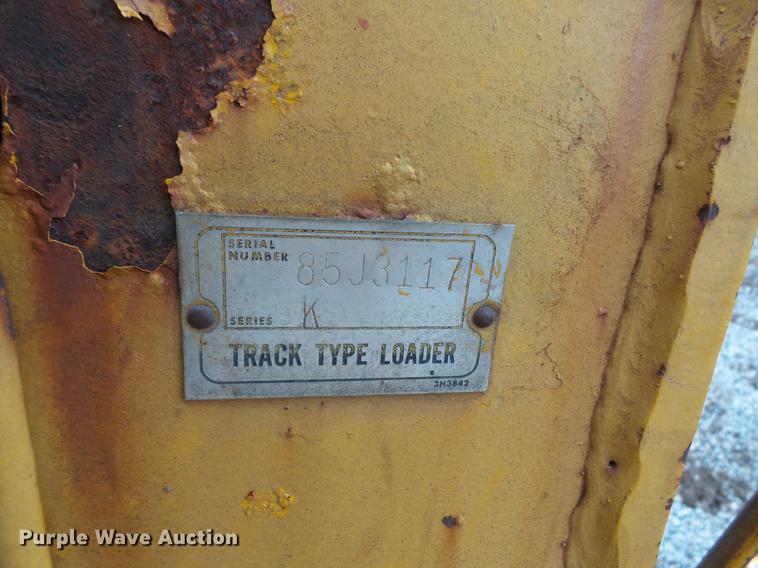 SERIAL
NUMBER 85J3117
SERIES K
TRACK TYPE LOADER
3H3842
Purple Wave Auction